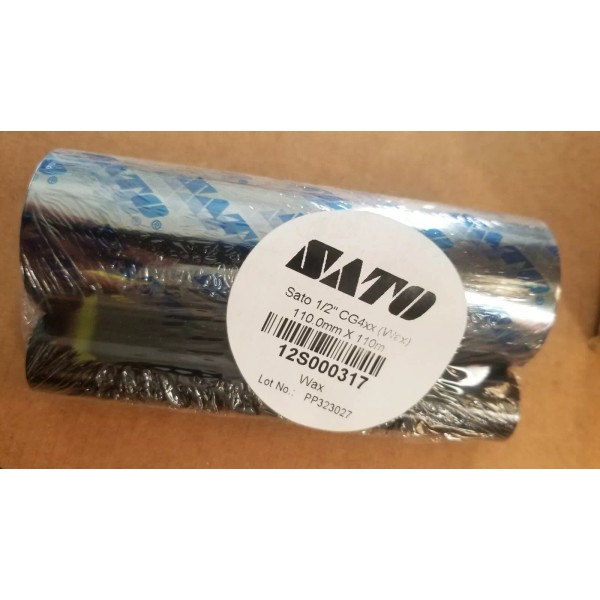 SATO
Sato 1/2" CG4xx (Wax)
110.0mm X 110m
12S000317
Wax
Lot No.: PP323027